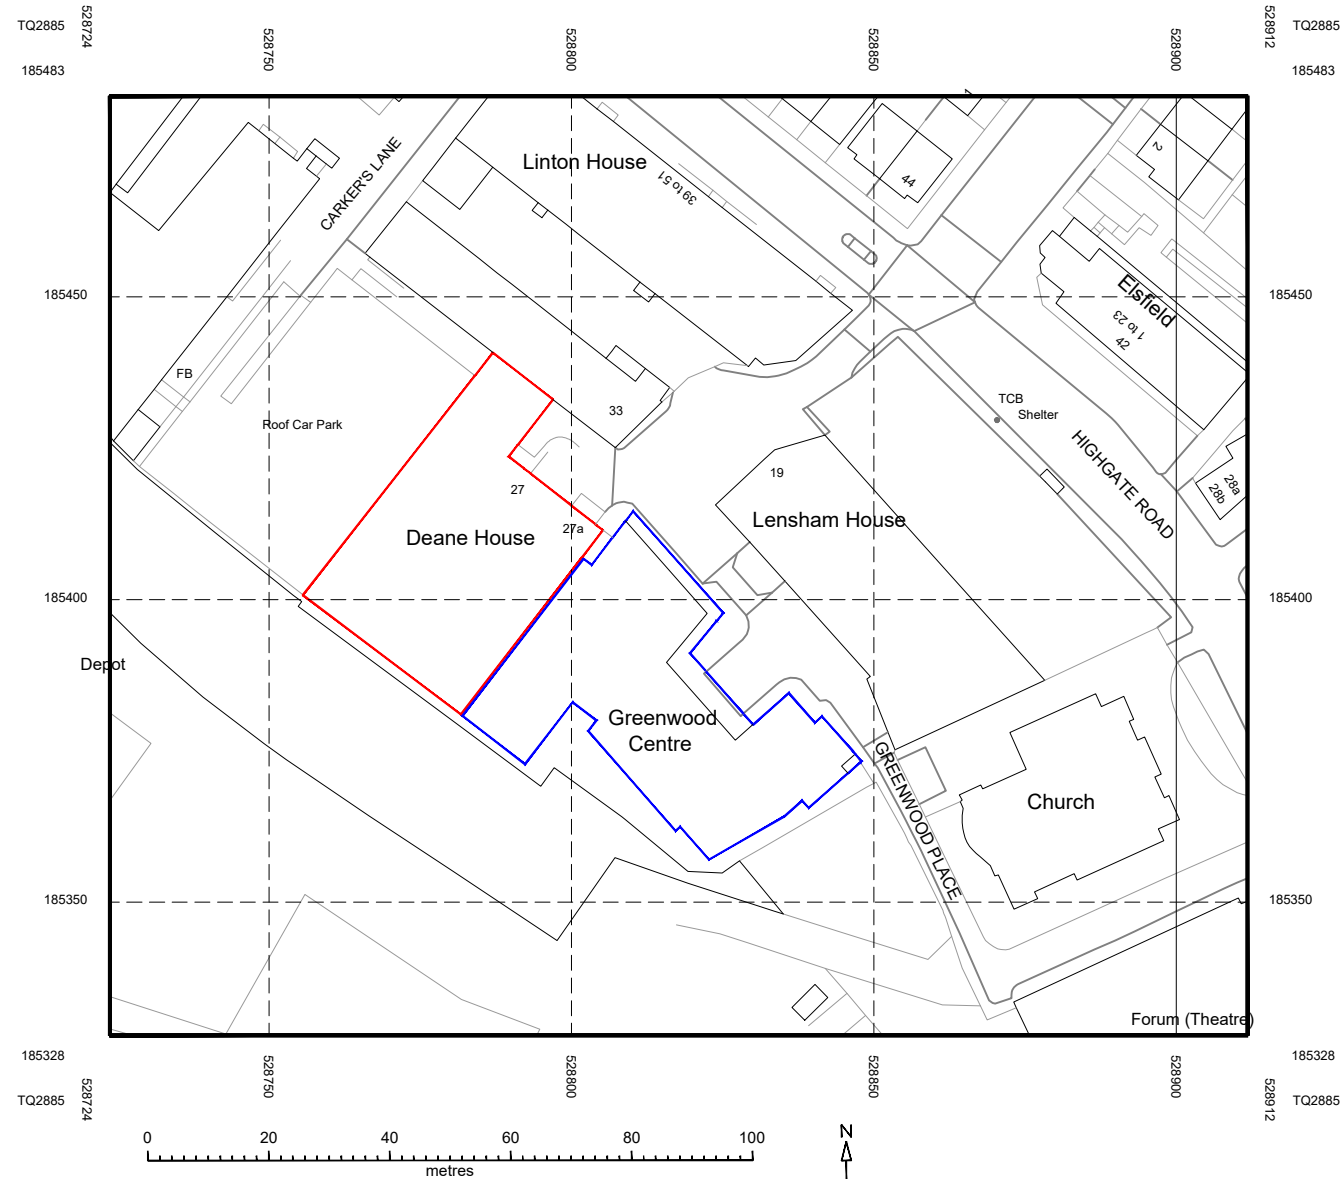 TQ2885
528724
528750
528800
528850
528900
528912
TQ2885
185483
185483
CARKER'S LANE
Linton House
39 to 51
44
2
185450
185450
Elsfield
1 to 23
42
FB
Roof Car Park
33
TCB
Shelter
HIGHGATE ROAD
19
28a
28b
27
27a
Deane House
Lensham House
185400
185400
Depot
Greenwood
Centre
GREENWOOD PLACE
Church
185350
185350
Forum (Theatre)
185328
185328
TQ2885
528724
528750
528800
528850
528900
528912
TQ2885
0 20 40 60 80 100
metres
N